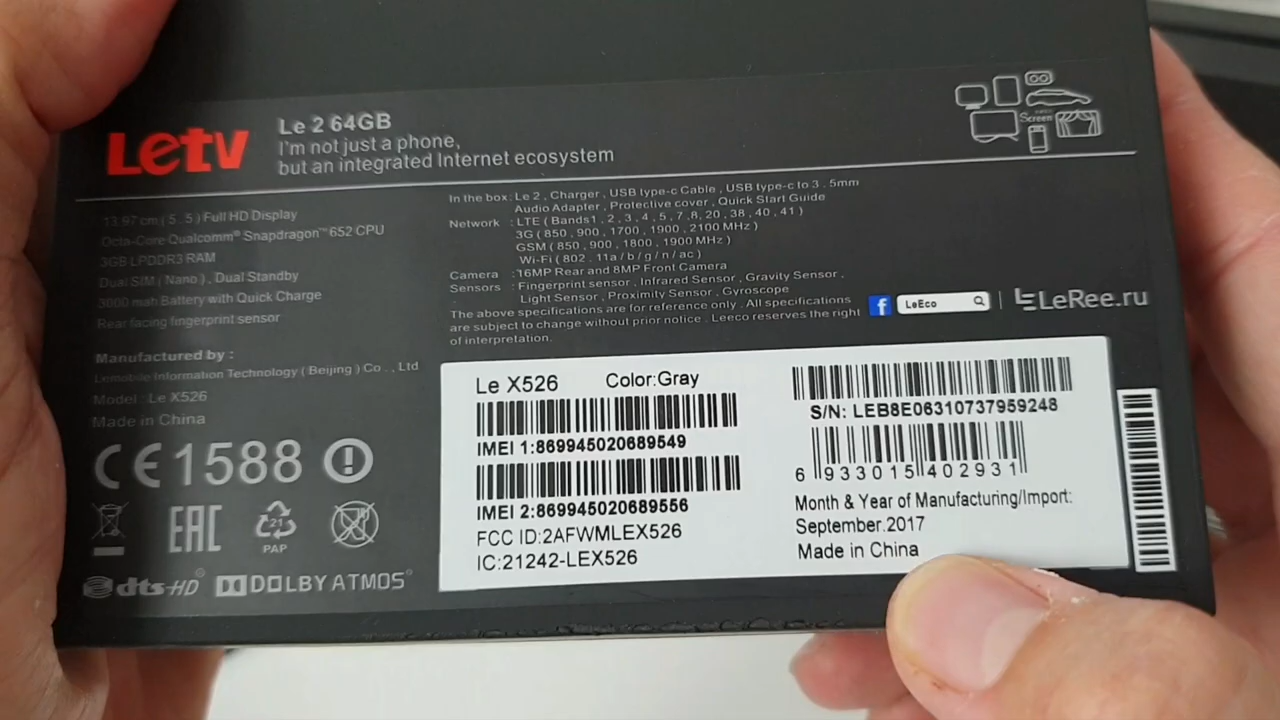 Letv
Le 2 64GB
I'm not just a phone,
but an integrated Internet ecosystem
Screen
13.97 cm ( 5 . 5 ) Full HD Display
Octa-Core Qualcomm® Snapdragon™ 652 CPU
3GB LPDDR3 RAM
Dual SIM ( Nano ) , Dual Standby
3000 mah Battery with Quick Charge
Rear facing fingerprint sensor
Manufactured by :
Lemobile Information Technology ( Beijing ) Co . , Ltd
Model : Le X526
Made in China
CE 1588
EAC
21
PAP
dts-HD
DOLBY ATMOS®
In the box: Le 2 , Charger , USB type-c Cable , USB type-c to 3 . 5mm
Audio Adapter , Protective cover , Quick Start Guide
Network : LTE ( Bands1 , 2 , 3 , 4 , 5 , 7 , 8 , 20 , 38 , 40 , 41 )
3G ( 850 , 900 , 1700 , 1900 , 2100 MHz )
GSM ( 850 , 900 , 1800 , 1900 MHz )
Wi-Fi ( 802 . 11a / b / g / n / ac )
Camera : 16MP Rear and 8MP Front Camera
Sensors : Fingerprint sensor , Infrared Sensor , Gravity Sensor ,
Light Sensor , Proximity Sensor , Gyroscope
The above specifications are for reference only . All specifications
are subject to change without prior notice . Leeco reserves the right
of interpretation.
f LeEco
LeRee.ru
Le X526 Color:Gray
IMEI 1:869945020689549
IMEI 2:869945020689556
FCC ID:2AFWMLEX526
IC:21242-LEX526
S/N: LEB8E06310737959248
6 933015 402931
Month & Year of Manufacturing/Import:
September.2017
Made in China